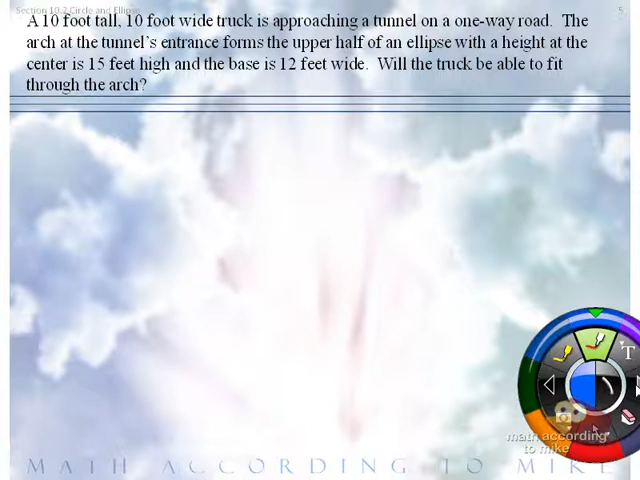 Section 10.2 Circle and Ellipse
5
A 10 foot tall, 10 foot wide truck is approaching a tunnel on a one-way road. The
arch at the tunnel's entrance forms the upper half of an ellipse with a height at the
center is 15 feet high and the base is 12 feet wide. Will the truck be able to fit
through the arch?
T
math according
to mike
MATH ACCORDING TO MIKE